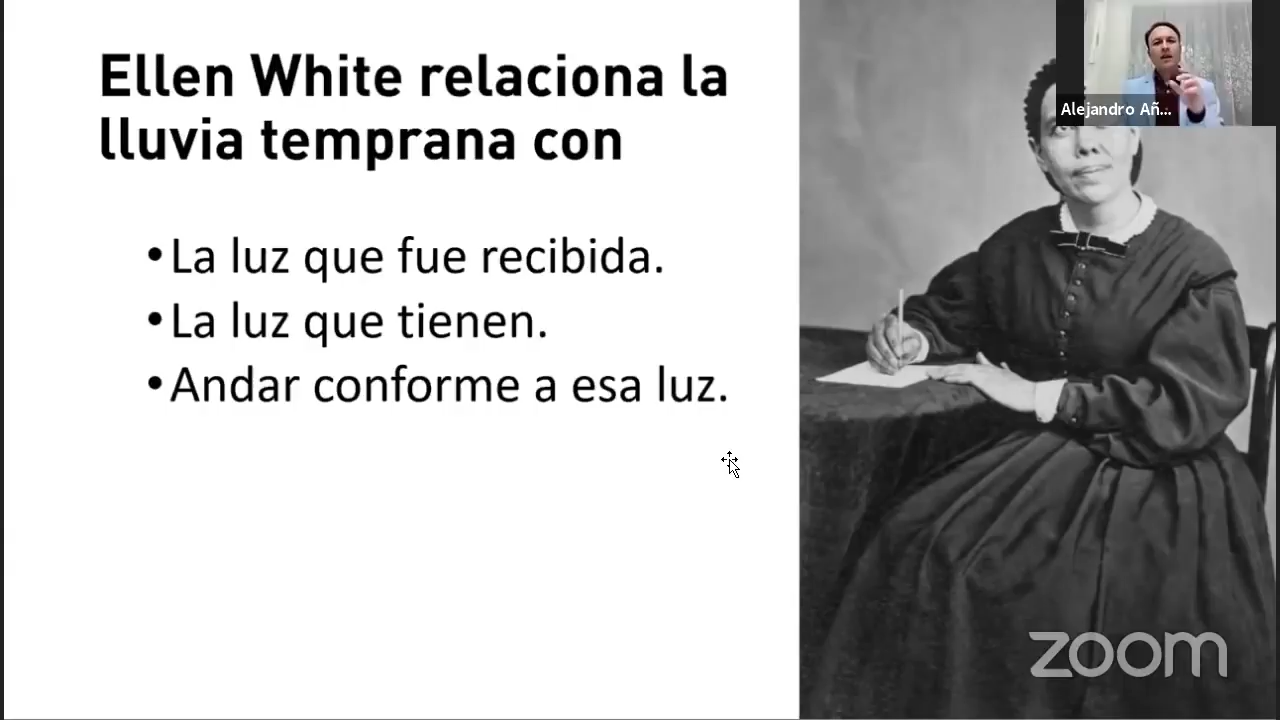 Ellen White relaciona la
lluvia temprana con
•La luz que fue recibida.
•La luz que tienen.
•Andar conforme a esa luz.
Alejandro Añ...
zoom